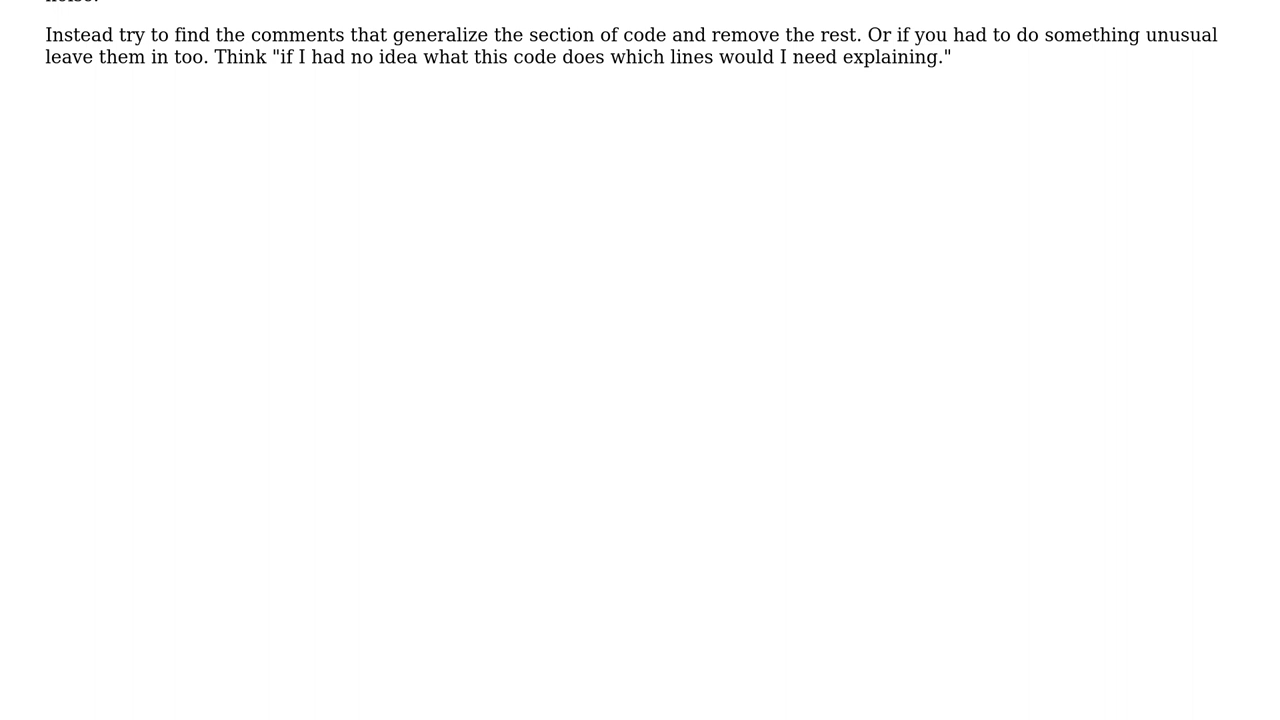 Instead try to find the comments that generalize the section of code and remove the rest. Or if you had to do something unusual
leave them in too. Think "if I had no idea what this code does which lines would I need explaining."